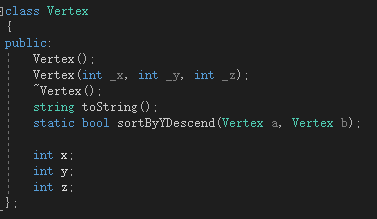 class Vertex
{
public:
Vertex();
Vertex(int _x, int _y, int _z);
~Vertex();
string toString();
static bool sortByYDescend(Vertex a, Vertex b);
int x;
int y;
int z;
};